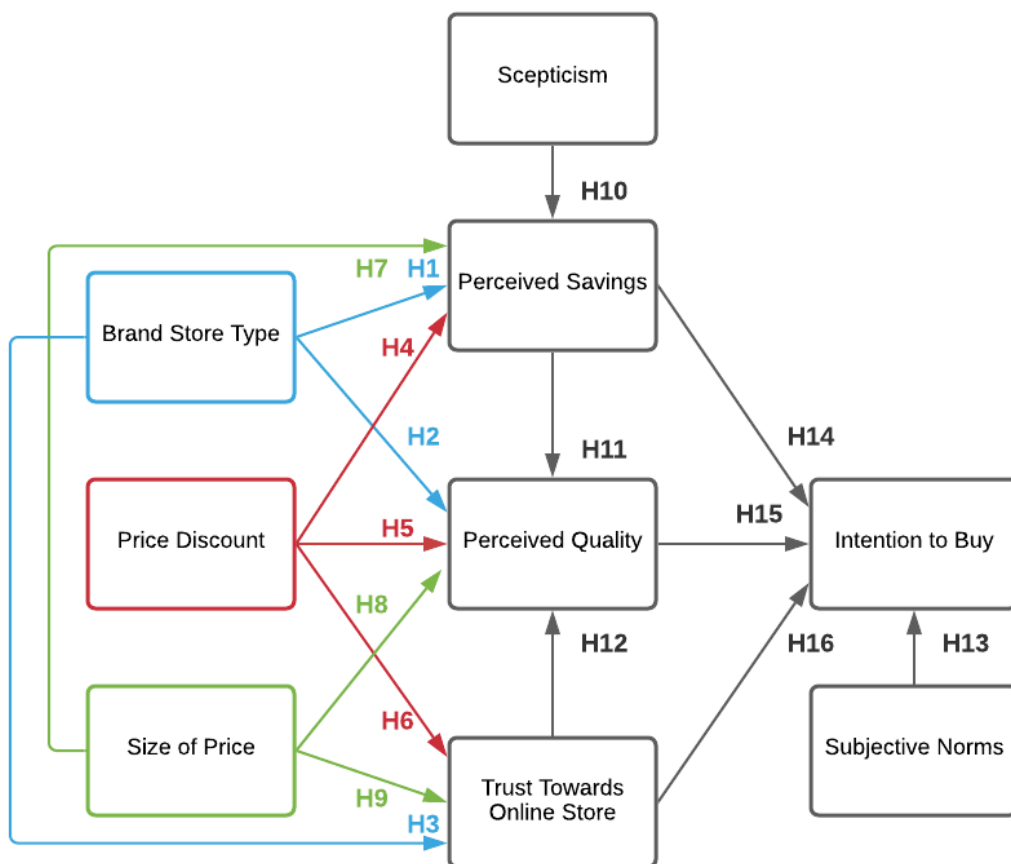 Scepticism
H10
H7
H1
Perceived Savings
Brand Store Type
H4
H2
H11
H14
H15
Price Discount
H5
Perceived Quality
Intention to Buy
H8
H12
H16
H13
H6
Size of Price
Subjective Norms
Trust Towards
Online Store
H9
H3